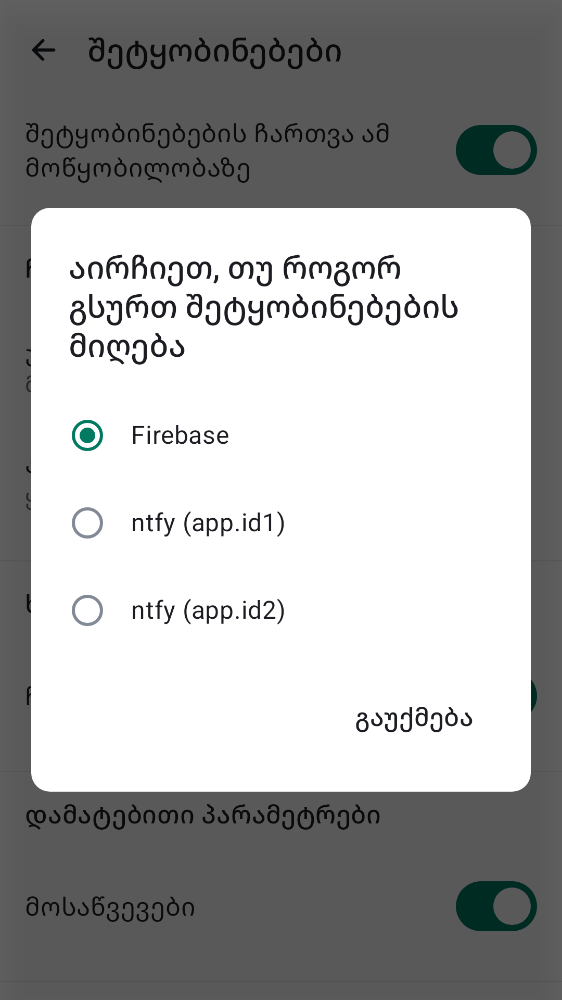 შეტყობინებები
შეტყობინებების ჩართვა ამ
მოწყობილობაზე
აირჩიეთ, თუ როგორ
გსურთ შეტყობინებების
მიღება
Firebase
ntfy (app.id1)
ntfy (app.id2)
გაუქმება
დამატებითი პარამეტრები
მოსაწვევები